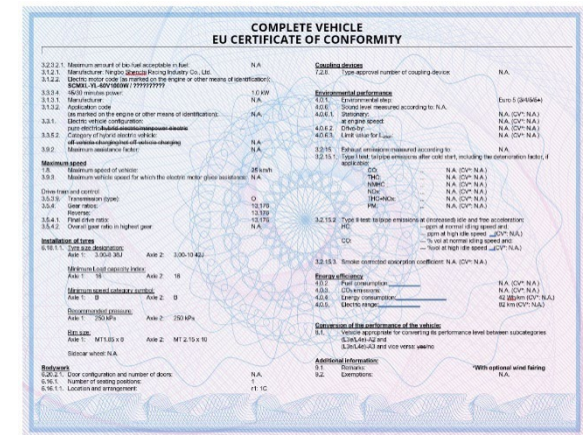 COMPLETE VEHICLE
EU CERTIFICATE OF CONFORMITY
3.2.3.2.1. Maximum amount of bio-fuel acceptable in fuel: N.A.
3.1.2.1. Manufacturer: Ningbo Shenda Racing Industry Co., Ltd.
3.1.2.2. Electric motor code (as marked on the engine or other means of identification):
SCMXL-YL-60V1000W / ??????????
3.3.3.4. 15/30 minutes power: 1.0 kW
3.1.3.1. Manufacturer: N.A.
3.1.3.2. Application code
(as marked on the engine or other means of identification): N.A.
3.3.1. Electric vehicle configuration:
pure electric/hybrid electric/manpower-electric
3.3.5.2. Category of hybrid electric vehicle:
off-vehicle charging/not off-vehicle charging N.A.
3.9.2. Maximum assistance factor: N.A.
Maximum speed
1.8. Maximum speed of vehicle: 25 km/h
3.9.3. Maximum vehicle speed for which the electric motor gives assistance: N.A.
Drive-train and control
3.5.3.9. Transmission (type): O
3.5.4. Gear ratios: 13.176
Reverse: 13.176
3.5.4.1. Final drive ratio: 13.176
3.5.4.2. Overall gear ratio in highest gear: N.A.
Installation of tyres
6.18.1.1. Tyre size designation:
Axle 1: 3.00-8 36J Axle 2: 3.00-10 42J
Minimum Load capacity index:
Axle 1: 16 Axle 2: 16
Minimum speed category symbol:
Axle 1: B Axle 2: B
Recommended pressure:
Axle 1: 250 kPa Axle 2: 250 kPa
Rim size:
Axle 1: MT1.85 x 8 Axle 2: MT 2.15 x 10
Sidecar wheel: N.A.
Bodywork
6.20.2.1. Door configuration and number of doors: N.A.
6.16.1. Number of seating positions: 1
6.16.1.1. Location and arrangement: r1: 1C
Coupling devices
7.2.8. Type-approval number of coupling device: N.A.
Environmental performance
4.0.1. Environmental step: Euro 5
4.0.6. Sound level measured according to: N.A.
4.0.6.1. Stationary: N.A. (CV*: N.A.)
at engine speed: N.A. (CV*: N.A.)
4.0.6.2. Drive-by: N.A. (CV*: N.A.)
4.0.6.3. Limit value for N.A. (CV*: N.A.)
3.2.15. Exhaust emissions measured according to: N.A.
3.2.15.1. Type I test: tailpipe emissions after cold start, including the deterioration factor, if
applicable:
CO: N.A. (CV*: N.A.)
THC: N.A. (CV*: N.A.)
NMHC: N.A. (CV*: N.A.)
NOx: N.A. (CV*: N.A.)
THC+NOx: N.A. (CV*: N.A.)
PM: N.A. (CV*: N.A.)
3.2.15.2. Type II test: tailpipe emissions at (increased) idle and free acceleration:
HC: ppm at normal idling speed and:
ppm at high idle speed (CV*: N.A.)
CO: % vol at normal idling speed and:
%vol at high idle speed (CV*: N.A.)
3.2.15.3. Smoke corrected absorption coefficient: N.A. (CV*: N.A.)
Energy efficiency
4.0.2. Fuel consumption: N.A. (CV*: N.A.)
4.0.3. CO₂ emissions: N.A. (CV*: N.A.)
4.0.4. Energy consumption: 42 Wh/km (CV*: N.A.)
4.0.5. Electric range: 82 km (CV*: N.A.)
Conversion of the performance of the vehicle:
8.1. Vehicle appropriate for converting its performance between subcategories
(L3e/L4e)-A2 and
(L3e/L4e)-A3 and vice versa: yes/no
Additional information:
9.1. Remarks: *With optional wind fairing
9.2. Exemptions: N.A.